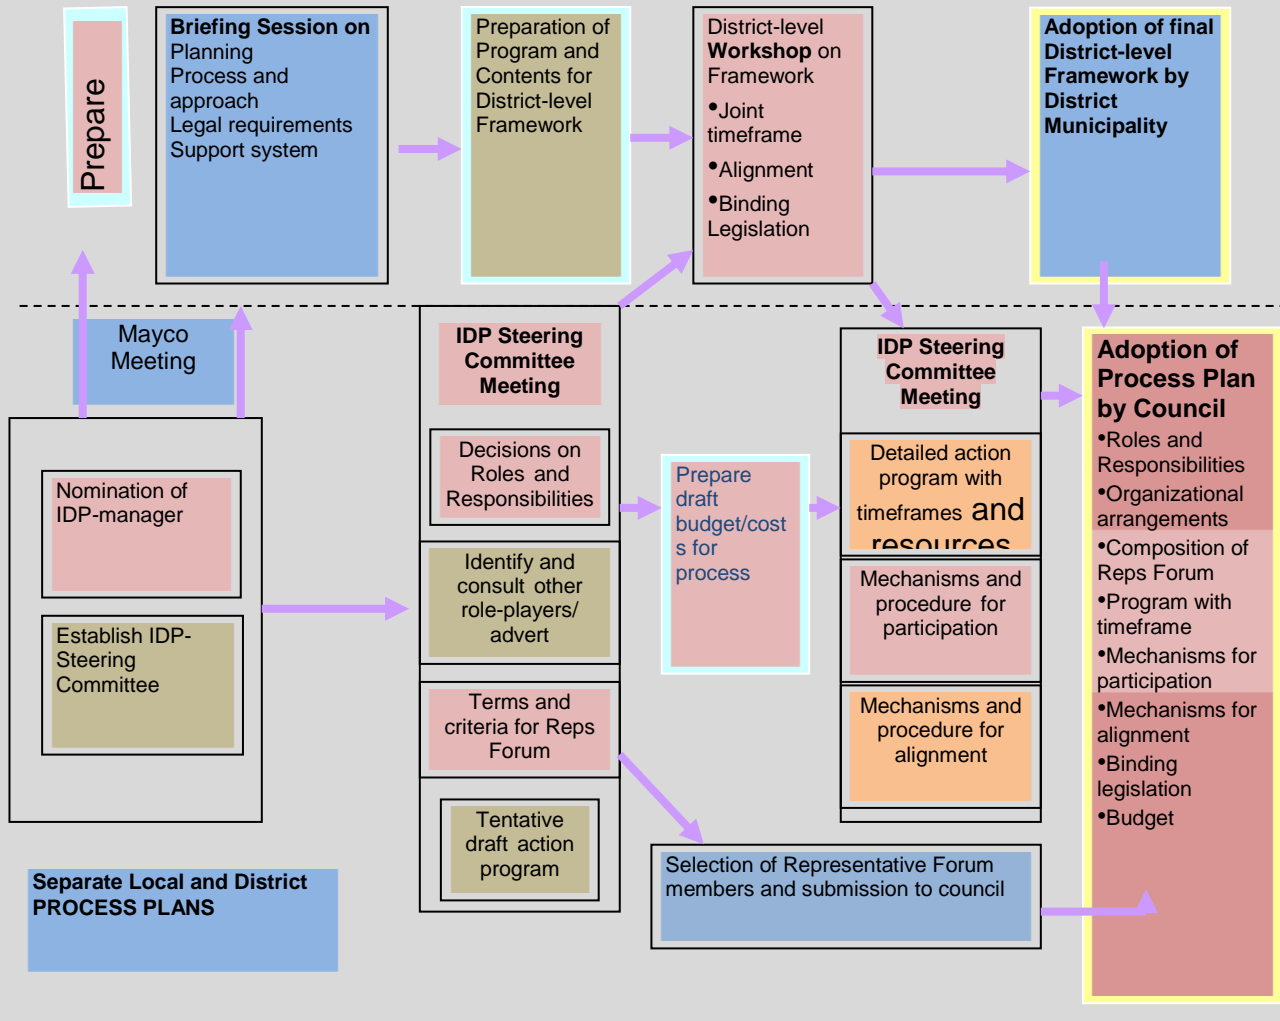 Prepare
Briefing Session on
Planning
Process and
approach
Legal requirements
Support system
Preparation of
Program and
Contents for
District-level
Framework
District-level
Workshop on
Framework
•Joint
timeframe
•Alignment
•Binding
Legislation
Adoption of final
District-level
Framework by
District
Municipality
Mayco
Meeting
Nomination of
IDP-manager
Establish IDP-
Steering
Committee
IDP Steering
Committee
Meeting
Decisions on
Roles and
Responsibilities
Identify and
consult other
role-players/
advert
Terms and
criteria for Reps
Forum
Tentative
draft action
program
Prepare
draft
budget/cost
s for
process
IDP Steering
Committee
Meeting
Detailed action
program with
timeframes and
resources
Mechanisms and
procedure for
participation
Mechanisms and
procedure for
alignment
Selection of Representative Forum
members and submission to council
Adoption of
Process Plan
by Council
•Roles and
Responsibilities
•Organizational
arrangements
•Composition of
Reps Forum
•Program with
timeframe
•Mechanisms for
participation
•Mechanisms for
alignment
•Binding
legislation
•Budget
Separate Local and District
PROCESS PLANS